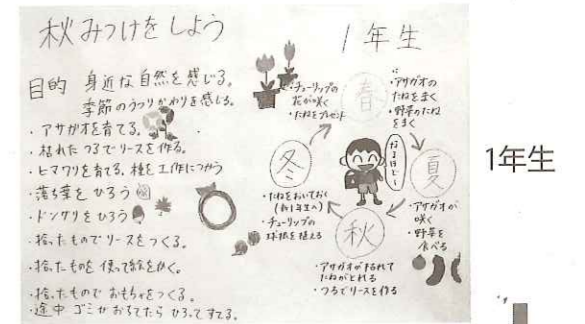 秋みつけをしよう
1年生
目的 身近な自然を感じる。
季節のうつりかわりを感じる。
・アサガオを育てる。
・枯れたつるでリースを作る。
・ヒマワリを育てる、種を工作につかう
・落ち葉をひろう
・ドングリをひろう
・拾ったものでリースをつくる。
・拾ったものを使って絵をかく。
・拾ったものでおもちゃをつくる。
・途中ゴミがおちてたらひろってすてる。
春
・チューリップの
花が咲く
・たねをプレゼント
・アサガオの
たねをまく
・野菜のたね
をまく
夏
・アサガオが
咲く
・野菜を
食べる
秋
・アサガオが枯れて
たねがとれる
・つるでリースを作る
冬
・たねをおいておく
(新1年生へ)
・チューリップの
球根を植える
なるほど〜
1年生